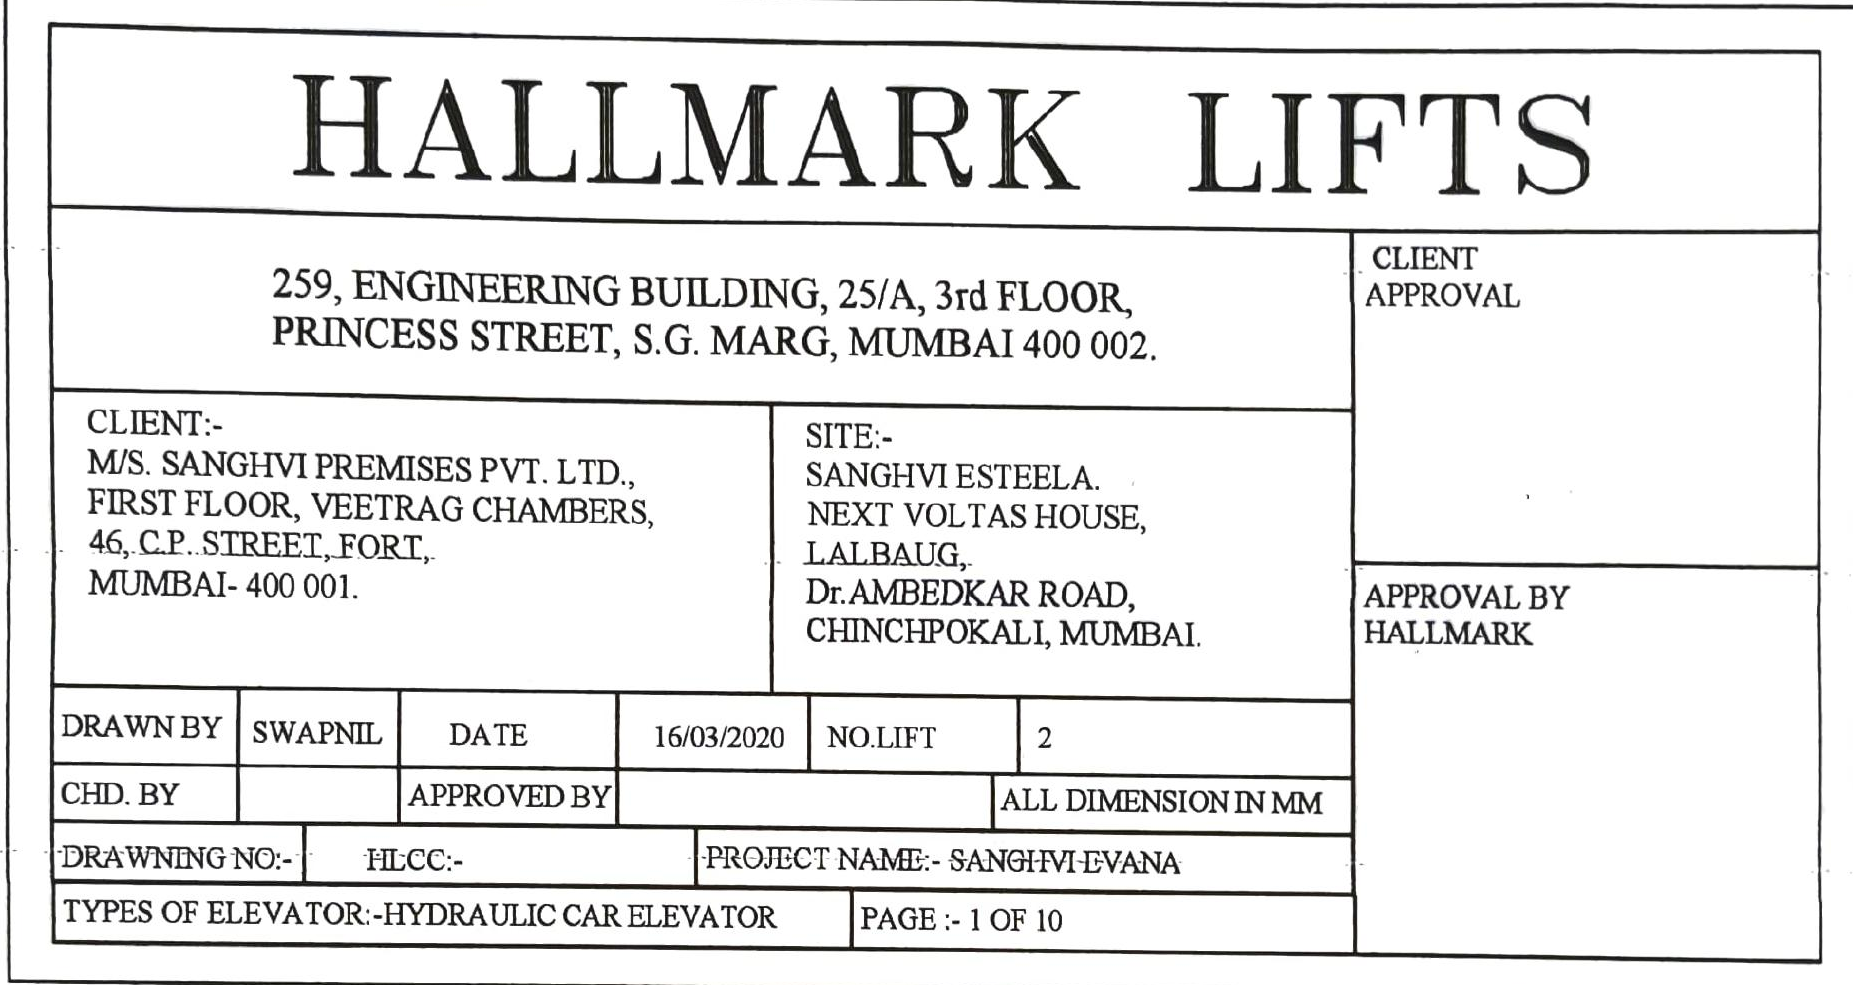 HALLMARK LIFTS
259, ENGINEERING BUILDING, 25/A, 3rd FLOOR,
PRINCESS STREET, S.G. MARG, MUMBAI 400 002.
CLIENT
APPROVAL
CLIENT:-
M/S. SANGHVI PREMISES PVT. LTD.,
FIRST FLOOR, VEETRAG CHAMBERS,
46, C.P. STREET, FORT,
MUMBAI- 400 001.
SITE:-
SANGHVI ESTEELA.
NEXT VOLTAS HOUSE,
LALBAUG,
Dr.AMBEDKAR ROAD,
CHINCHPOKALI, MUMBAI.
APPROVAL BY
HALLMARK
DRAWN BY SWAPNIL DATE 16/03/2020 NO.LIFT 2
CHD. BY APPROVED BY ALL DIMENSION IN MM
DRAWNING NO:- HLCC:- PROJECT NAME:- SANGHVI EVANA
TYPES OF ELEVATOR:-HYDRAULIC CAR ELEVATOR PAGE :- 1 OF 10